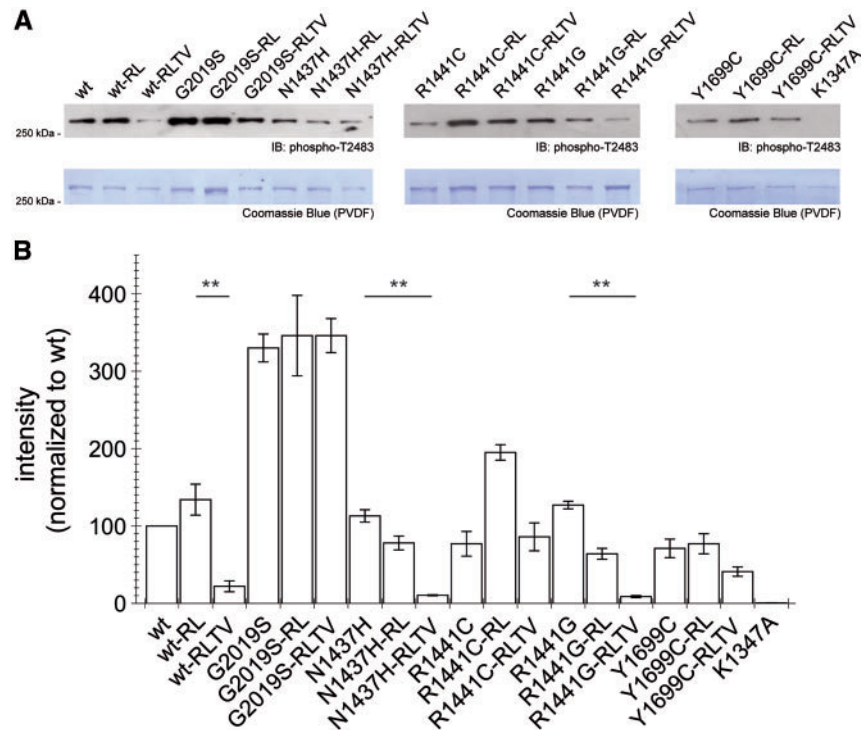 A
wt wt-RL wt-RLTV G2019S G2019S-RL G2019S-RLTV N1437H N1437H-RL N1437H-RLTV R1441C R1441C-RL R1441C-RLTV R1441G R1441G-RL R1441G-RLTV Y1699C Y1699C-RL Y1699C-RLTV K1347A
250 kDa -
IB: phospho-T2483 IB: phospho-T2483 IB: phospho-T2483
250 kDa -
Coomassie Blue (PVDF) Coomassie Blue (PVDF) Coomassie Blue (PVDF)
B
** ** **
intensity
(normalized to wt)
400
300
200
100
0
wt wt-RL wt-RLTV G2019S G2019S-RL G2019S-RLTV N1437H N1437H-RL N1437H-RLTV R1441C R1441C-RL R1441C-RLTV R1441G R1441G-RL R1441G-RLTV Y1699C Y1699C-RL Y1699C-RLTV K1347A